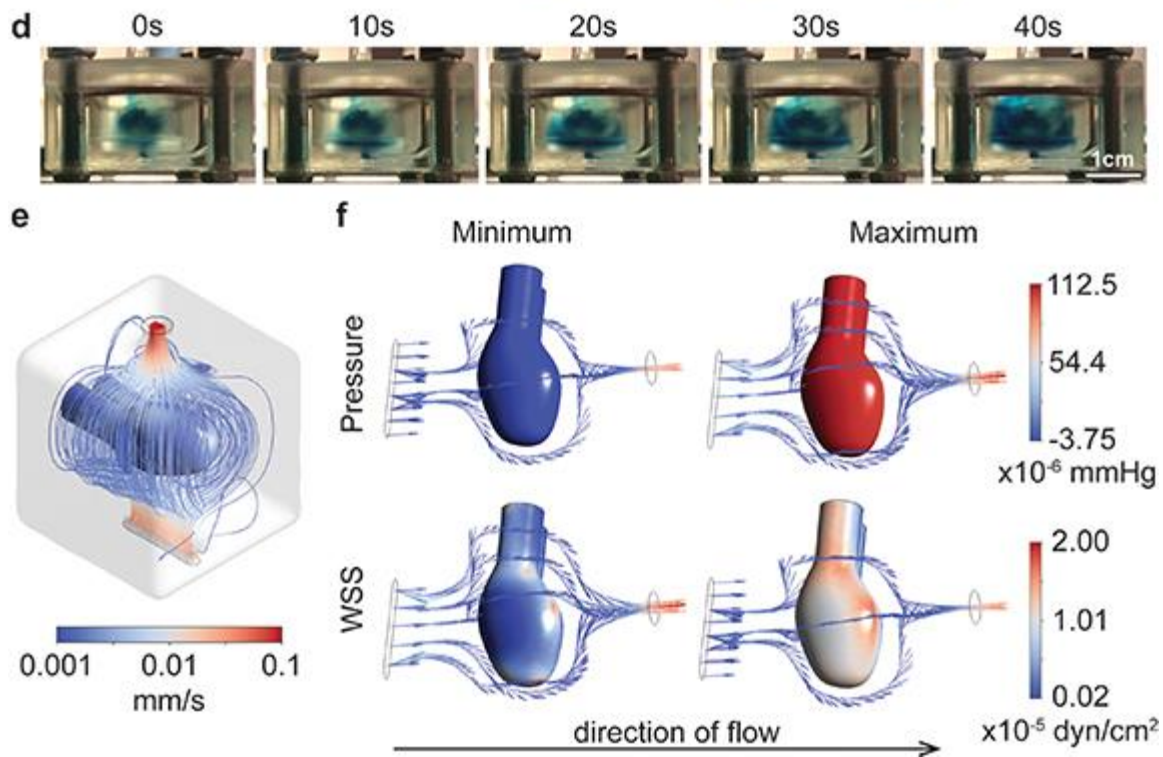 d
0s 10s 20s 30s 40s
1cm
e
0.001 0.01 0.1
mm/s
f
Minimum Maximum
Pressure
112.5
54.4
-3.75
x10⁻⁶ mmHg
WSS
2.00
1.01
0.02
x10⁻⁵ dyn/cm²
direction of flow